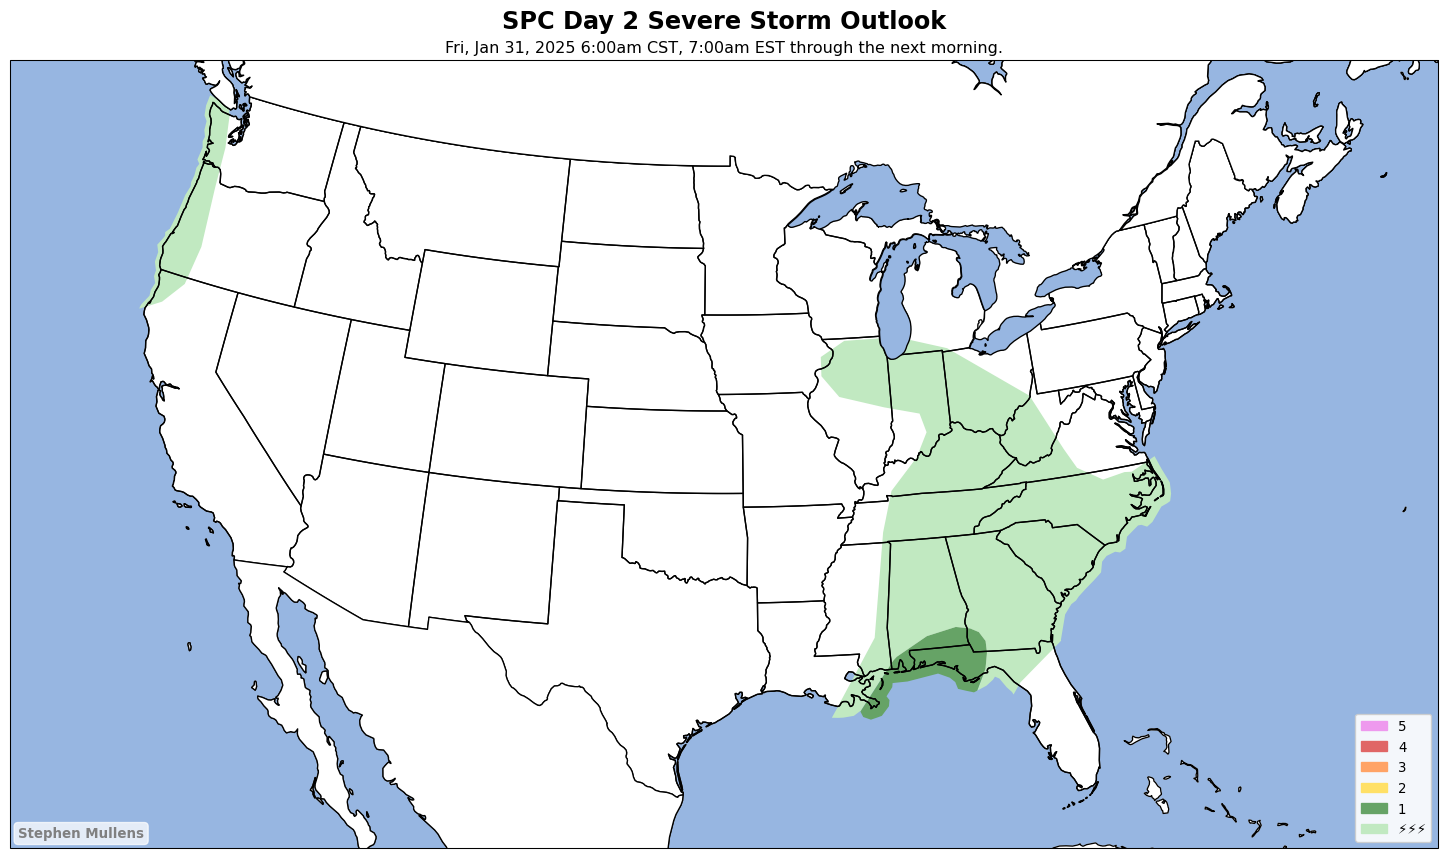 SPC Day 2 Severe Storm Outlook
Fri, Jan 31, 2025 6:00am CST, 7:00am EST through the next morning.
5
4
3
2
1
⚡⚡⚡
Stephen Mullens